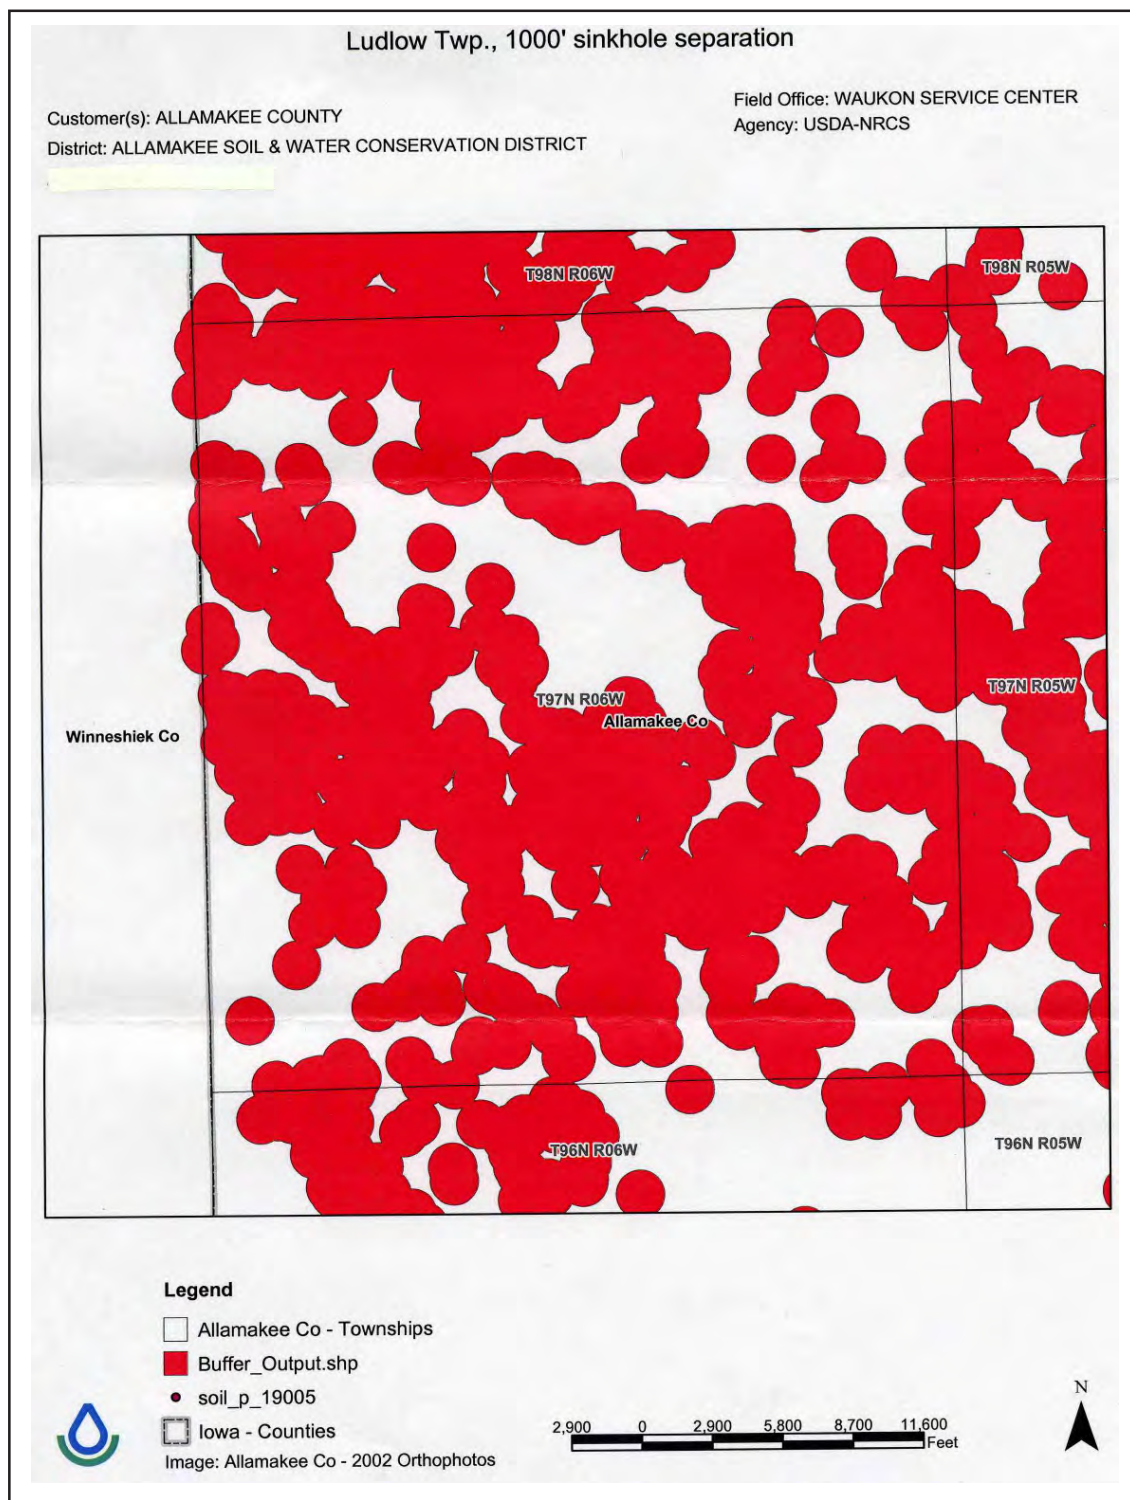 Ludlow Twp., 1000' sinkhole separation
Customer(s): ALLAMAKEE COUNTY
District: ALLAMAKEE SOIL & WATER CONSERVATION DISTRICT
Field Office: WAUKON SERVICE CENTER
Agency: USDA-NRCS
T98N R06W
T98N R05W
T97N R06W
T97N R05W
Allamakee Co
Winneshiek Co
T96N R06W
T96N R05W
Legend
Allamakee Co - Townships
Buffer_Output.shp
soil_p_19005
Iowa - Counties
Image: Allamakee Co - 2002 Orthophotos
2,900 0 2,900 5,800 8,700 11,600
Feet
N